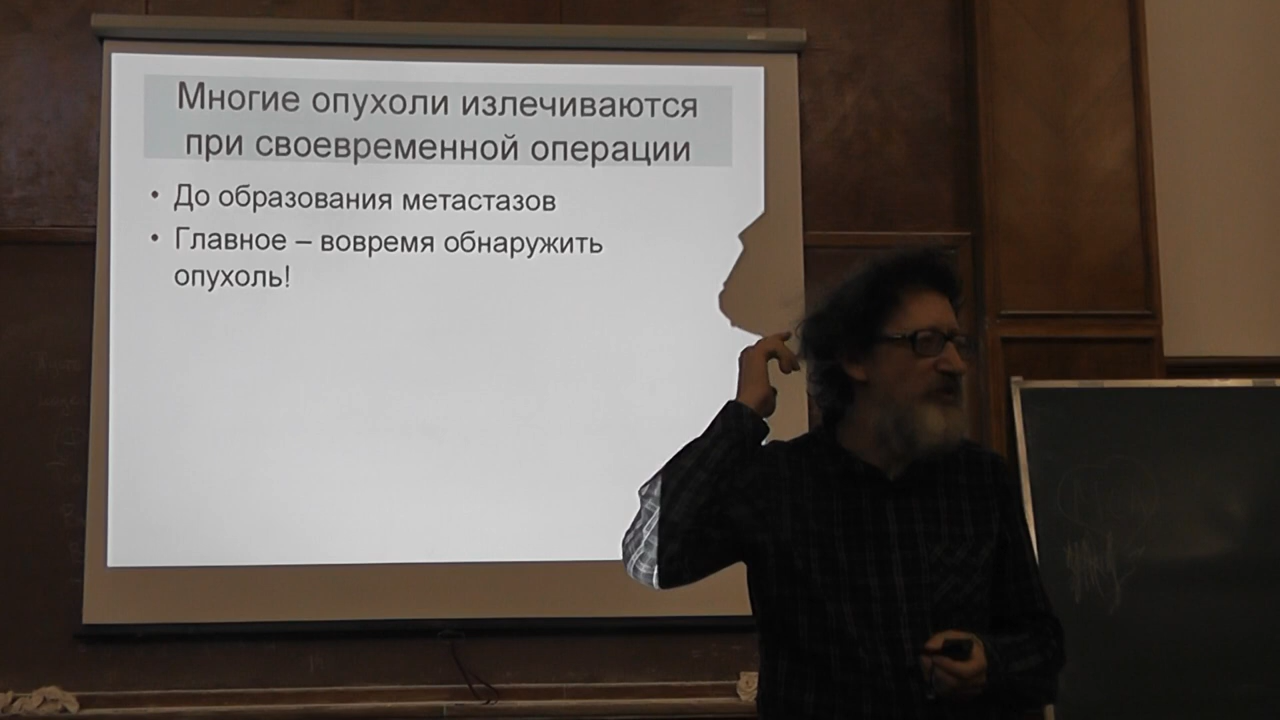 Многие опухоли излечиваются
при своевременной операции
• До образования метастазов
• Главное – вовремя обнаружить
опухоль!